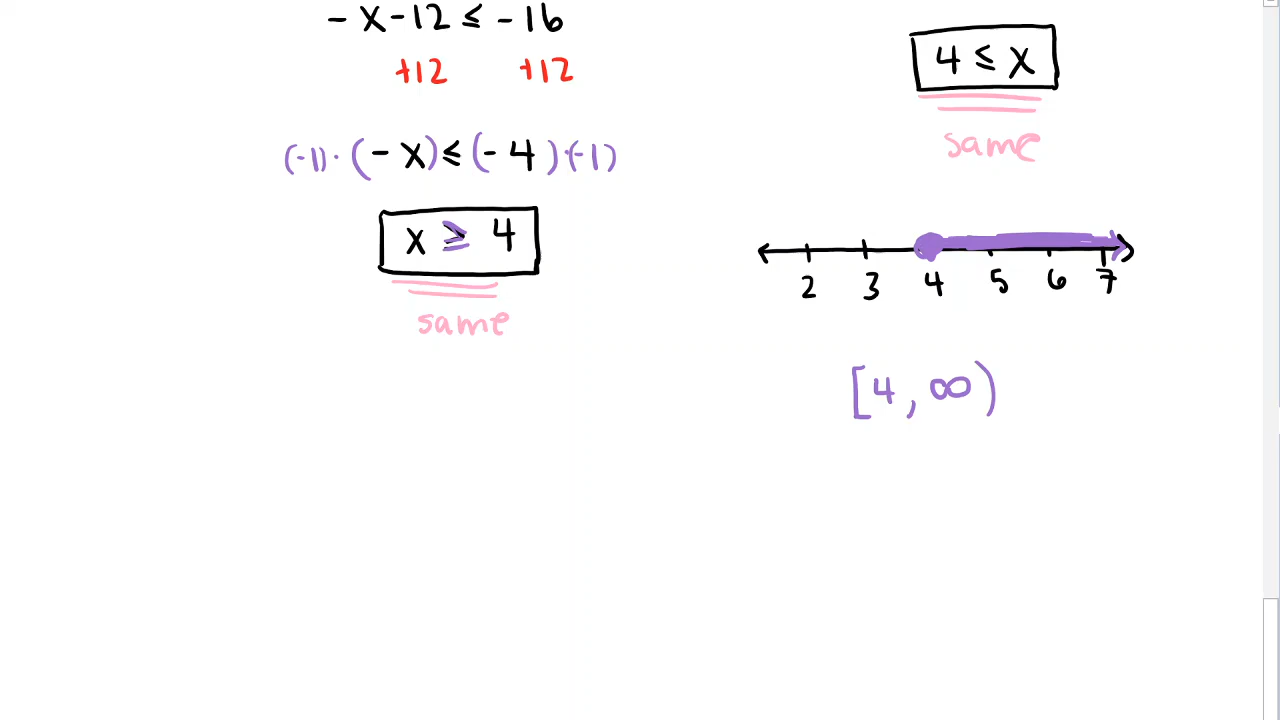 -x-12 ≤ -16
+12 +12
(-1)·(-x) ≤ (-4)·(-1)
x ≥ 4
same
4 ≤ x
same
2 3 4 5 6 7
[4, ∞)